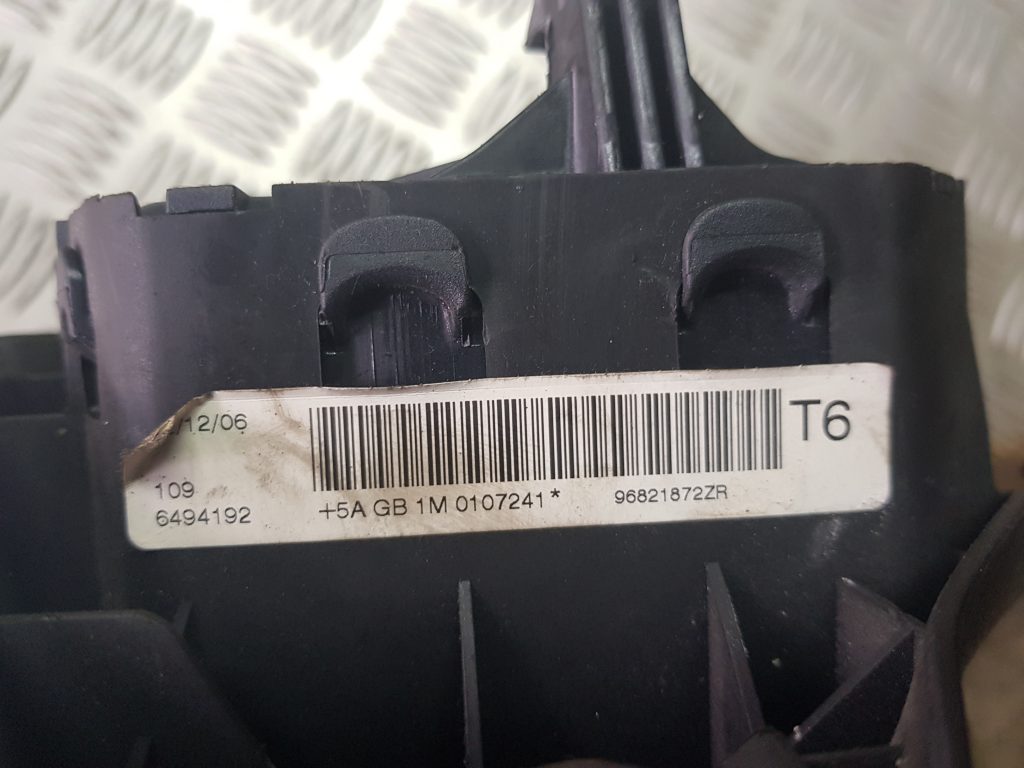 /12/06
T6
109
6494192
+5A GB 1M 0107241*
96821872ZR